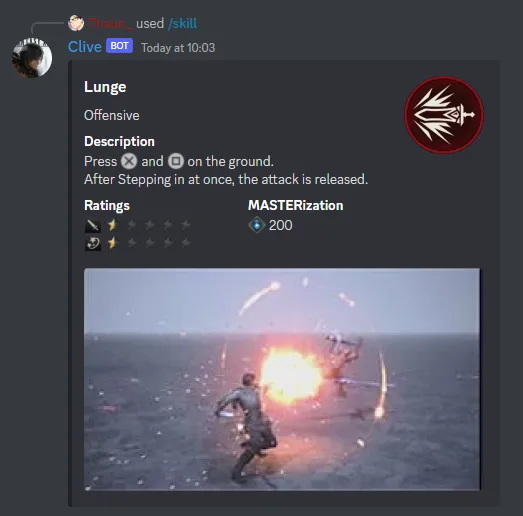 used /skill
Clive BOT Today at 10:03
Lunge
Offensive
Description
Press and on the ground.
After Stepping in at once, the attack is released.
Ratings MASTERization
200